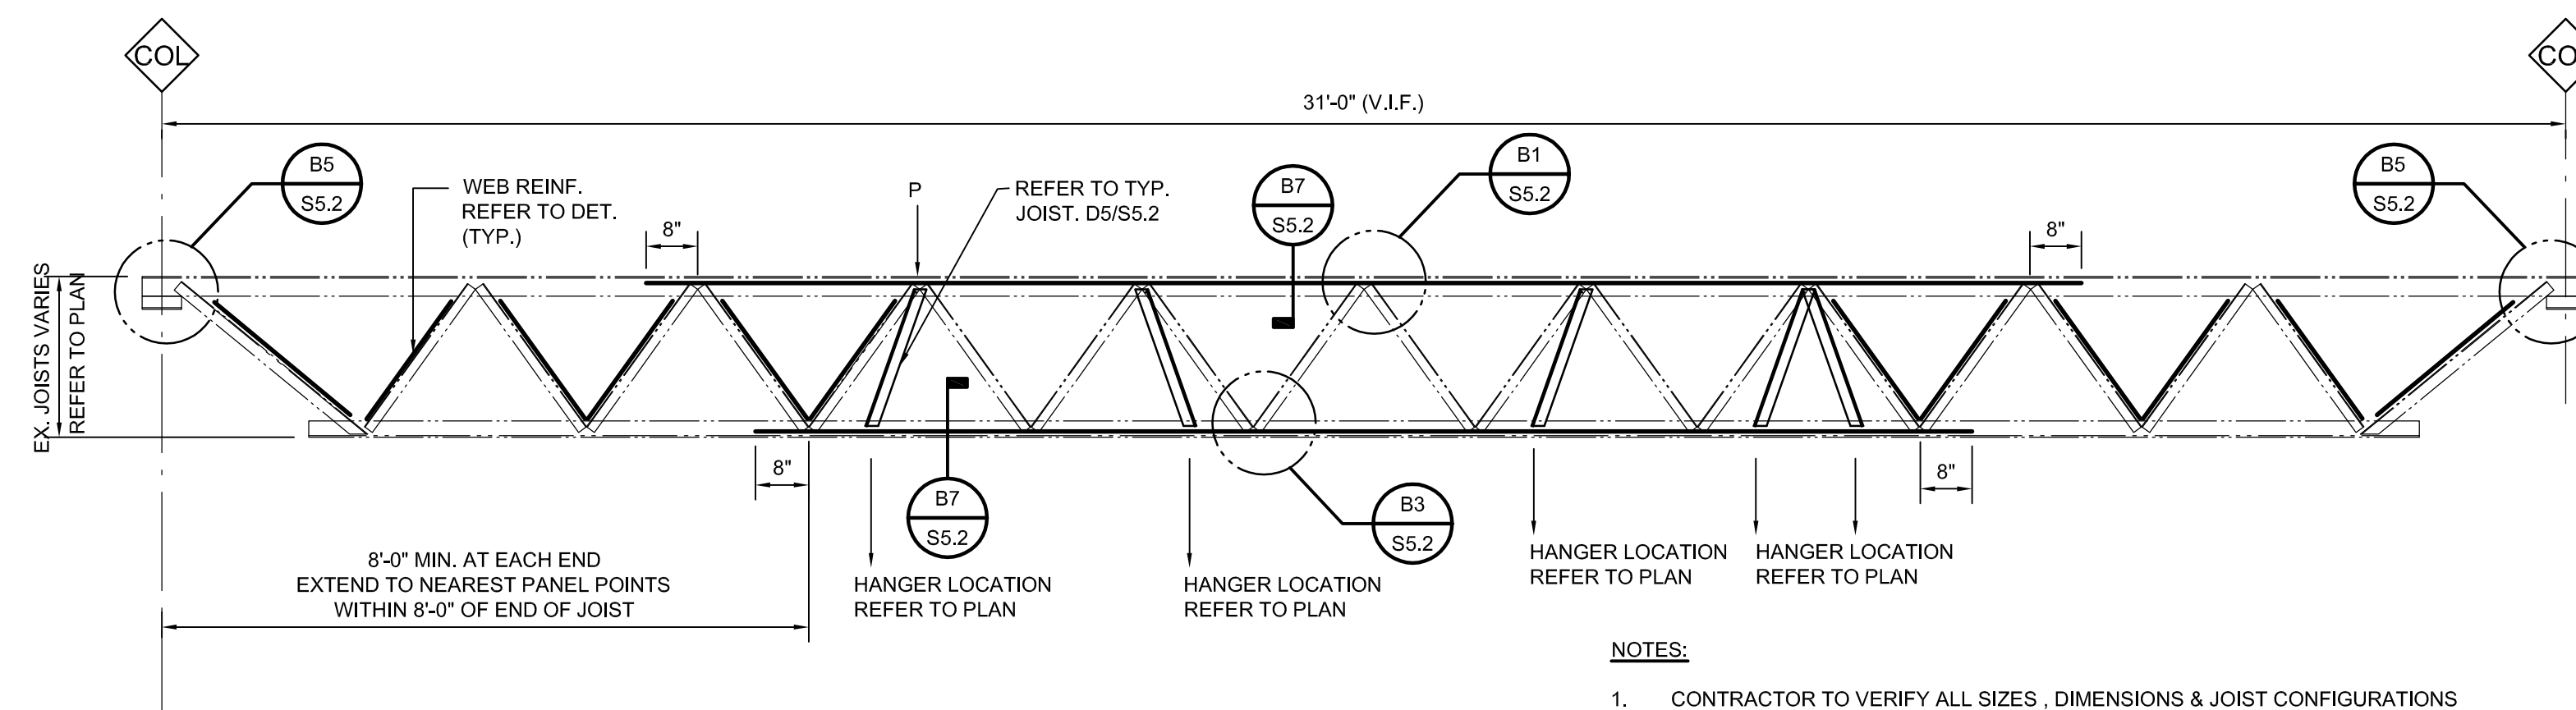 COL
31'-0" (V.I.F.)
B5
S5.2
WEB REINF.
REFER TO DET.
(TYP.)
8"
P
REFER TO TYP.
JOIST. D5/S5.2
B7
S5.2
B1
S5.2
8"
B5
S5.2
EX. JOISTS VARIES
REFER TO PLAN
8"
8'-0" MIN. AT EACH END
EXTEND TO NEAREST PANEL POINTS
WITHIN 8'-0" OF END OF JOIST
B7
S5.2
HANGER LOCATION
REFER TO PLAN
HANGER LOCATION
REFER TO PLAN
B3
S5.2
HANGER LOCATION
REFER TO PLAN
HANGER LOCATION
REFER TO PLAN
8"
NOTES:
1. CONTRACTOR TO VERIFY ALL SIZES , DIMENSIONS & JOIST CONFIGURATIONS